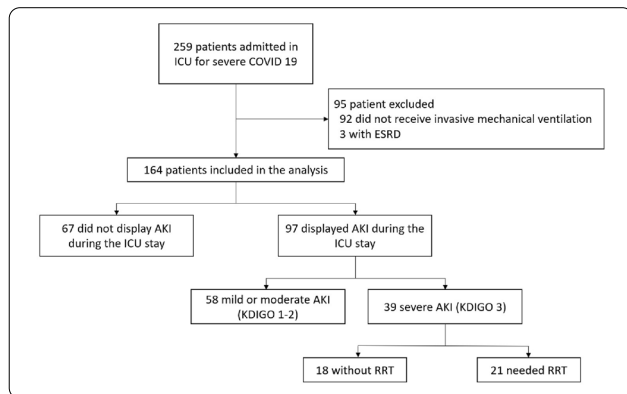 259 patients admitted in
ICU for severe COVID 19
95 patient excluded
92 did not receive invasive mechanical ventilation
3 with ESRD
164 patients included in the analysis
67 did not display AKI
during the ICU stay
97 displayed AKI during the
ICU stay
58 mild or moderate AKI
(KDIGO 1-2)
39 severe AKI (KDIGO 3)
18 without RRT
21 needed RRT